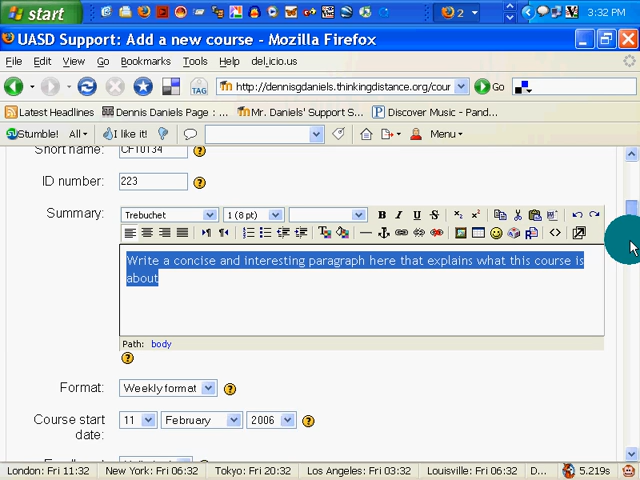 start
2
3:32 PM
UASD Support: Add a new course - Mozilla Firefox
File Edit View Go Bookmarks Tools Help del.icio.us
TAG http://dennisgdaniels.thinkingdistance.org/cour Go
Latest Headlines Dennis Daniels Page : ... Mr. Daniels' Support S... Discover Music - Pand...
Stumble! All I like it! Menu
Short name: CF10134
ID number: 223
Summary: Trebuchet 1 (8 pt) B I U S
Write a concise and interesting paragraph here that explains what this course is
about
Path: body
Format: Weekly format
Course start
date: 11 February 2006
London: Fri 11:32 New York: Fri 06:32 Tokyo: Fri 20:32 Los Angeles: Fri 03:32 Louisville: Fri 06:32 D... 5.219s